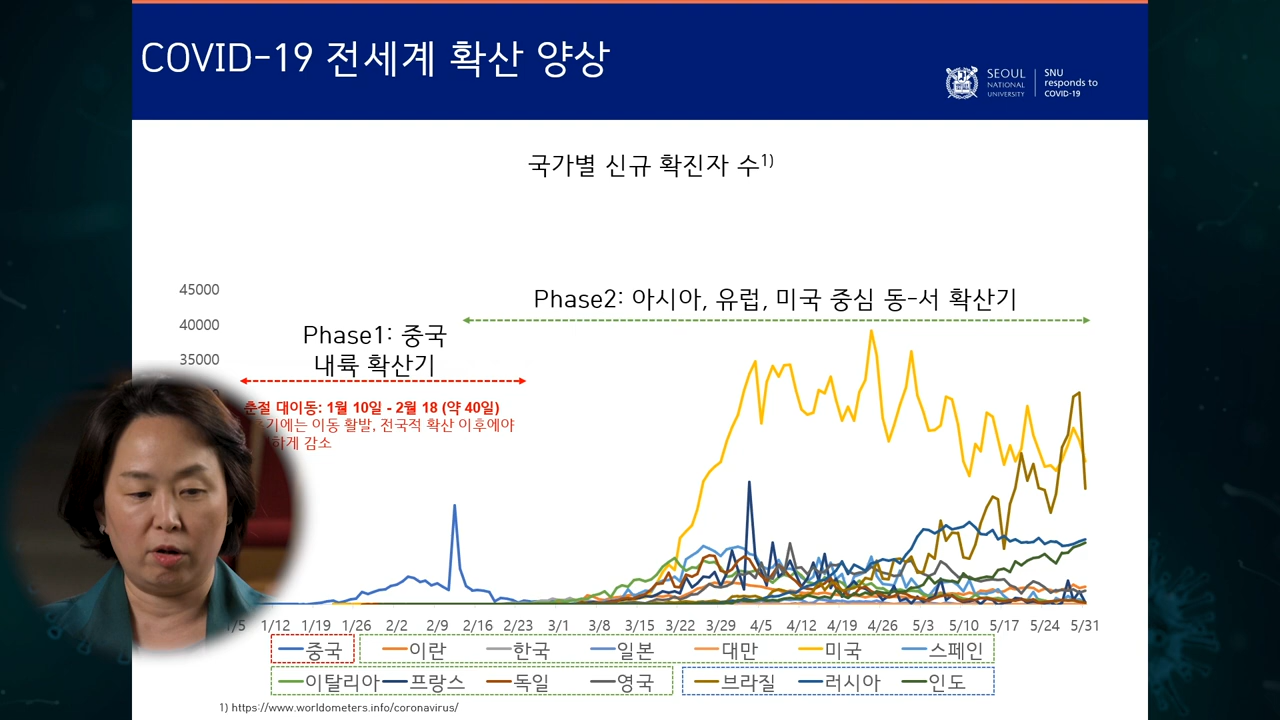 COVID-19 전세계 확산 양상
SEOUL
NATIONAL
UNIVERSITY
SNU
responds to
COVID-19
국가별 신규 확진자 수1)
45000
40000
35000
Phase2: 아시아, 유럽, 미국 중심 동-서 확산기
Phase1: 중국
내륙 확산기
춘절 대이동: 1월 10일 - 2월 18 (약 40일)
기에는 이동 활발, 전국적 확산 이후에야
하게 감소
1/12 1/19 1/26 2/2 2/9 2/16 2/23 3/1 3/8 3/15 3/22 3/29 4/5 4/12 4/19 4/26 5/3 5/10 5/17 5/24 5/31
중국 이란 한국 일본 대만 미국 스페인
이탈리아 프랑스 독일 영국 브라질 러시아 인도
1) https://www.worldometers.info/coronavirus/